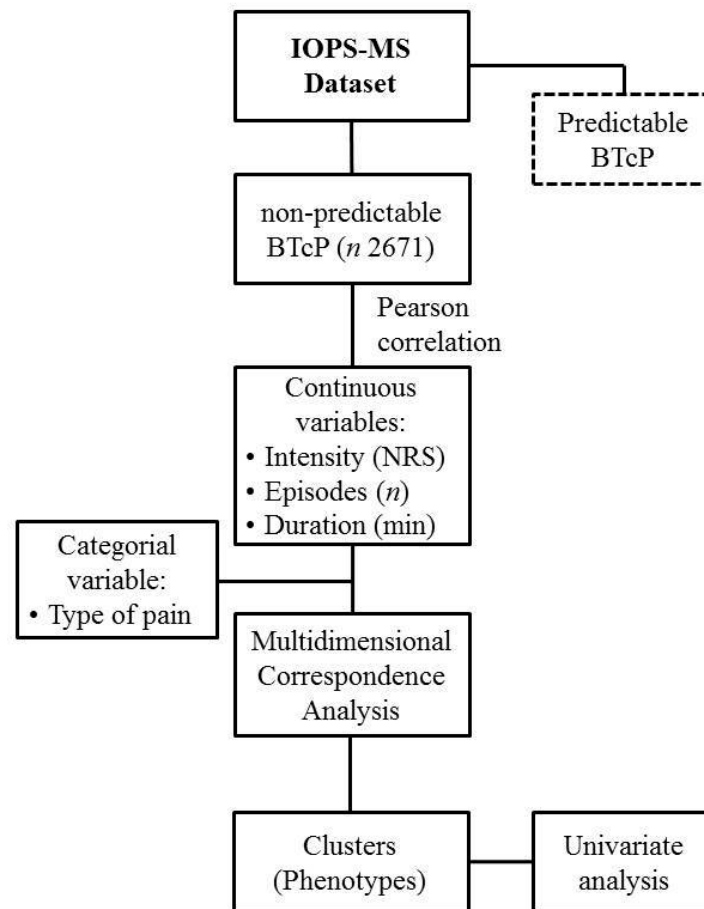 IOPS-MS
Dataset
Predictable
BTcP
non-predictable
BTcP (n 2671)
Pearson
correlation
Continuous
variables:
• Intensity (NRS)
• Episodes (n)
• Duration (min)
Categorial
variable:
• Type of pain
Multidimensional
Correspondence
Analysis
Clusters
(Phenotypes)
Univariate
analysis